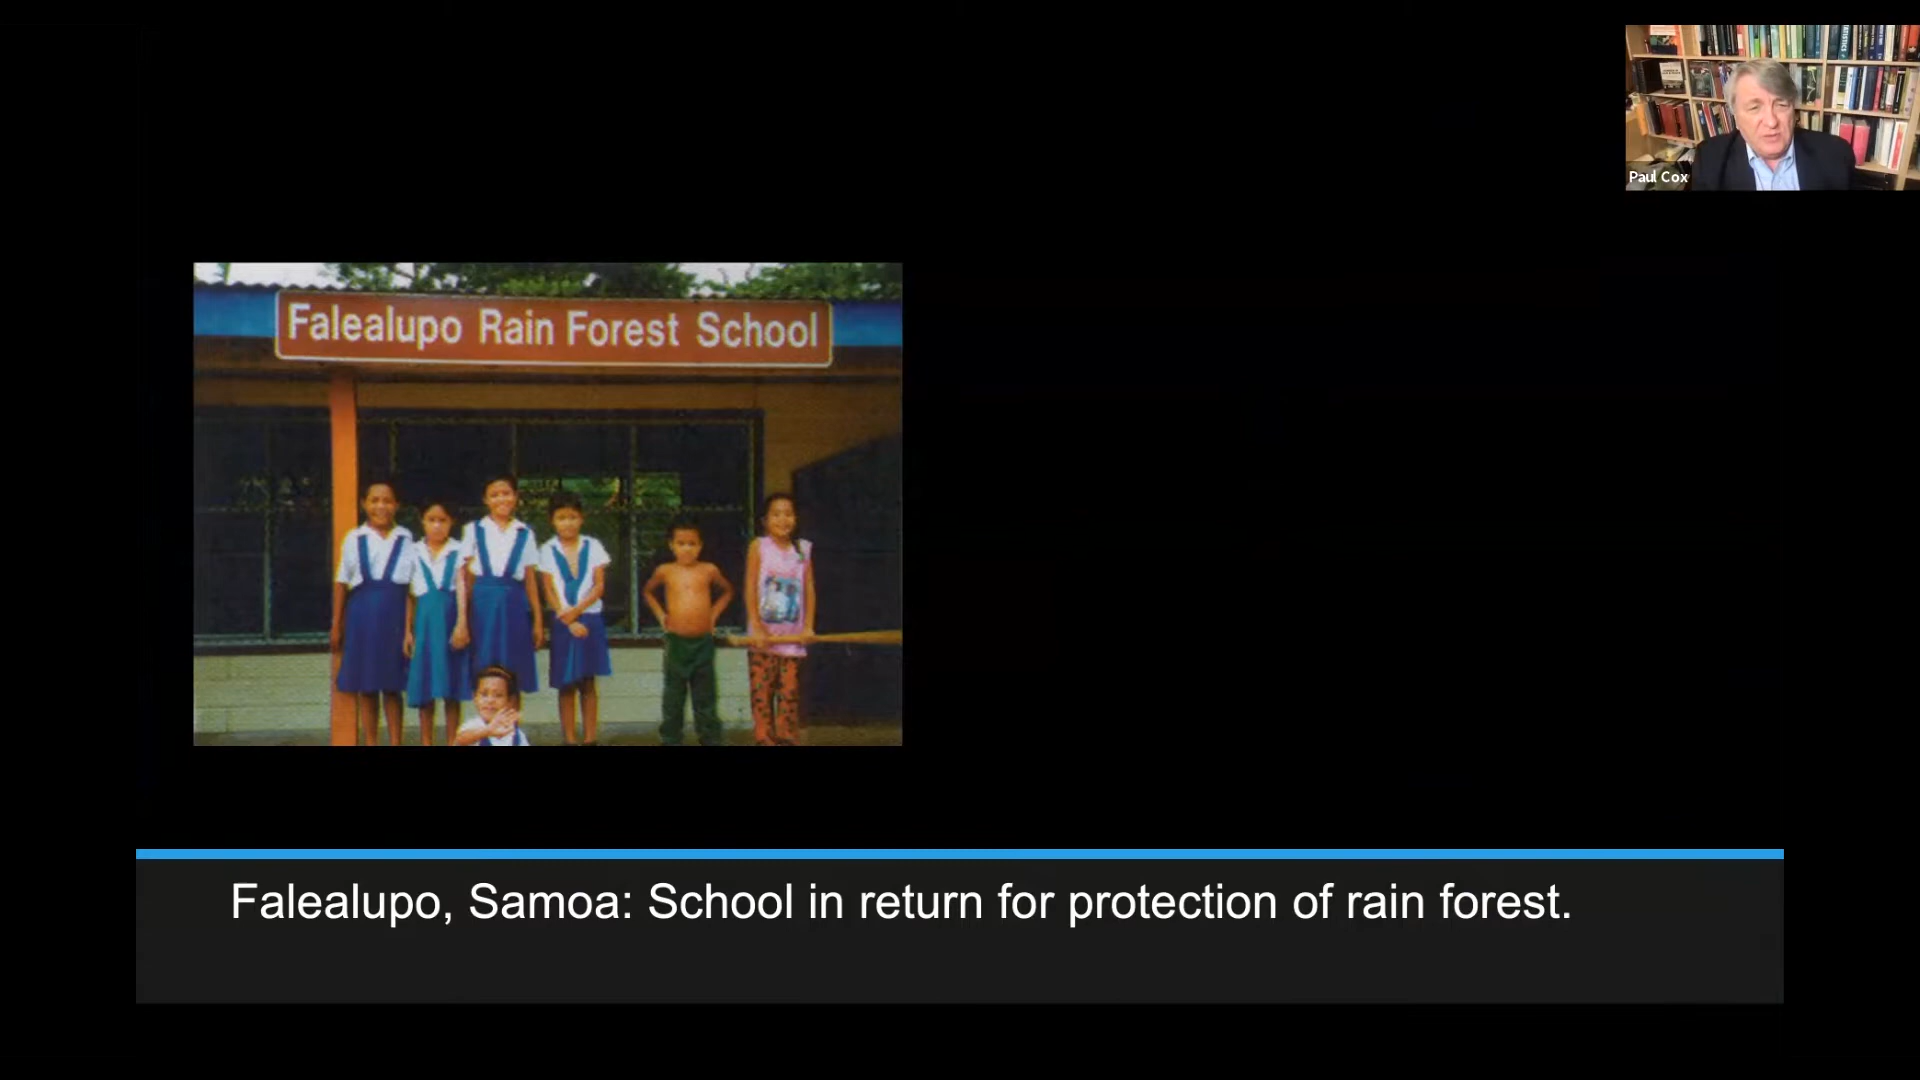 Paul Cox
Falealupo Rain Forest School
Falealupo, Samoa: School in return for protection of rain forest.